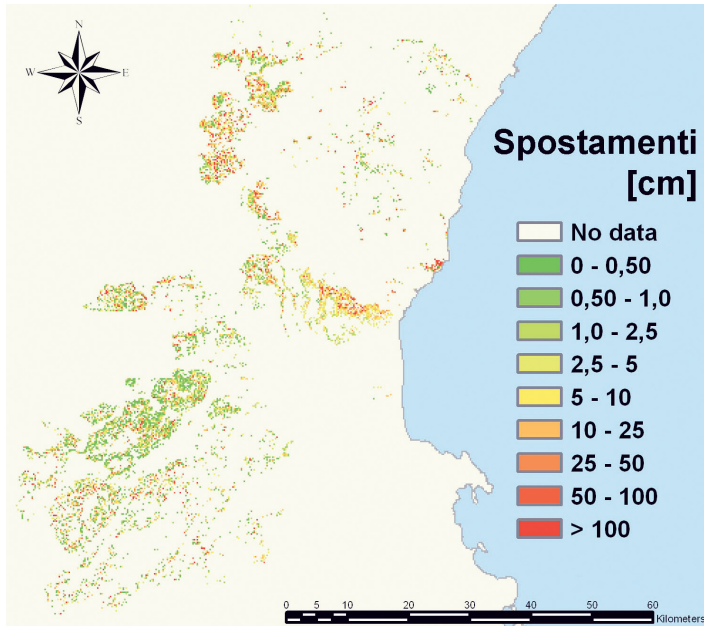 N
W E
S
Spostamenti
[cm]
No data
0 - 0,50
0,50 - 1,0
1,0 - 2,5
2,5 - 5
5 - 10
10 - 25
25 - 50
50 - 100
> 100
0 5 10 20 30 40 50 60
Kilometers